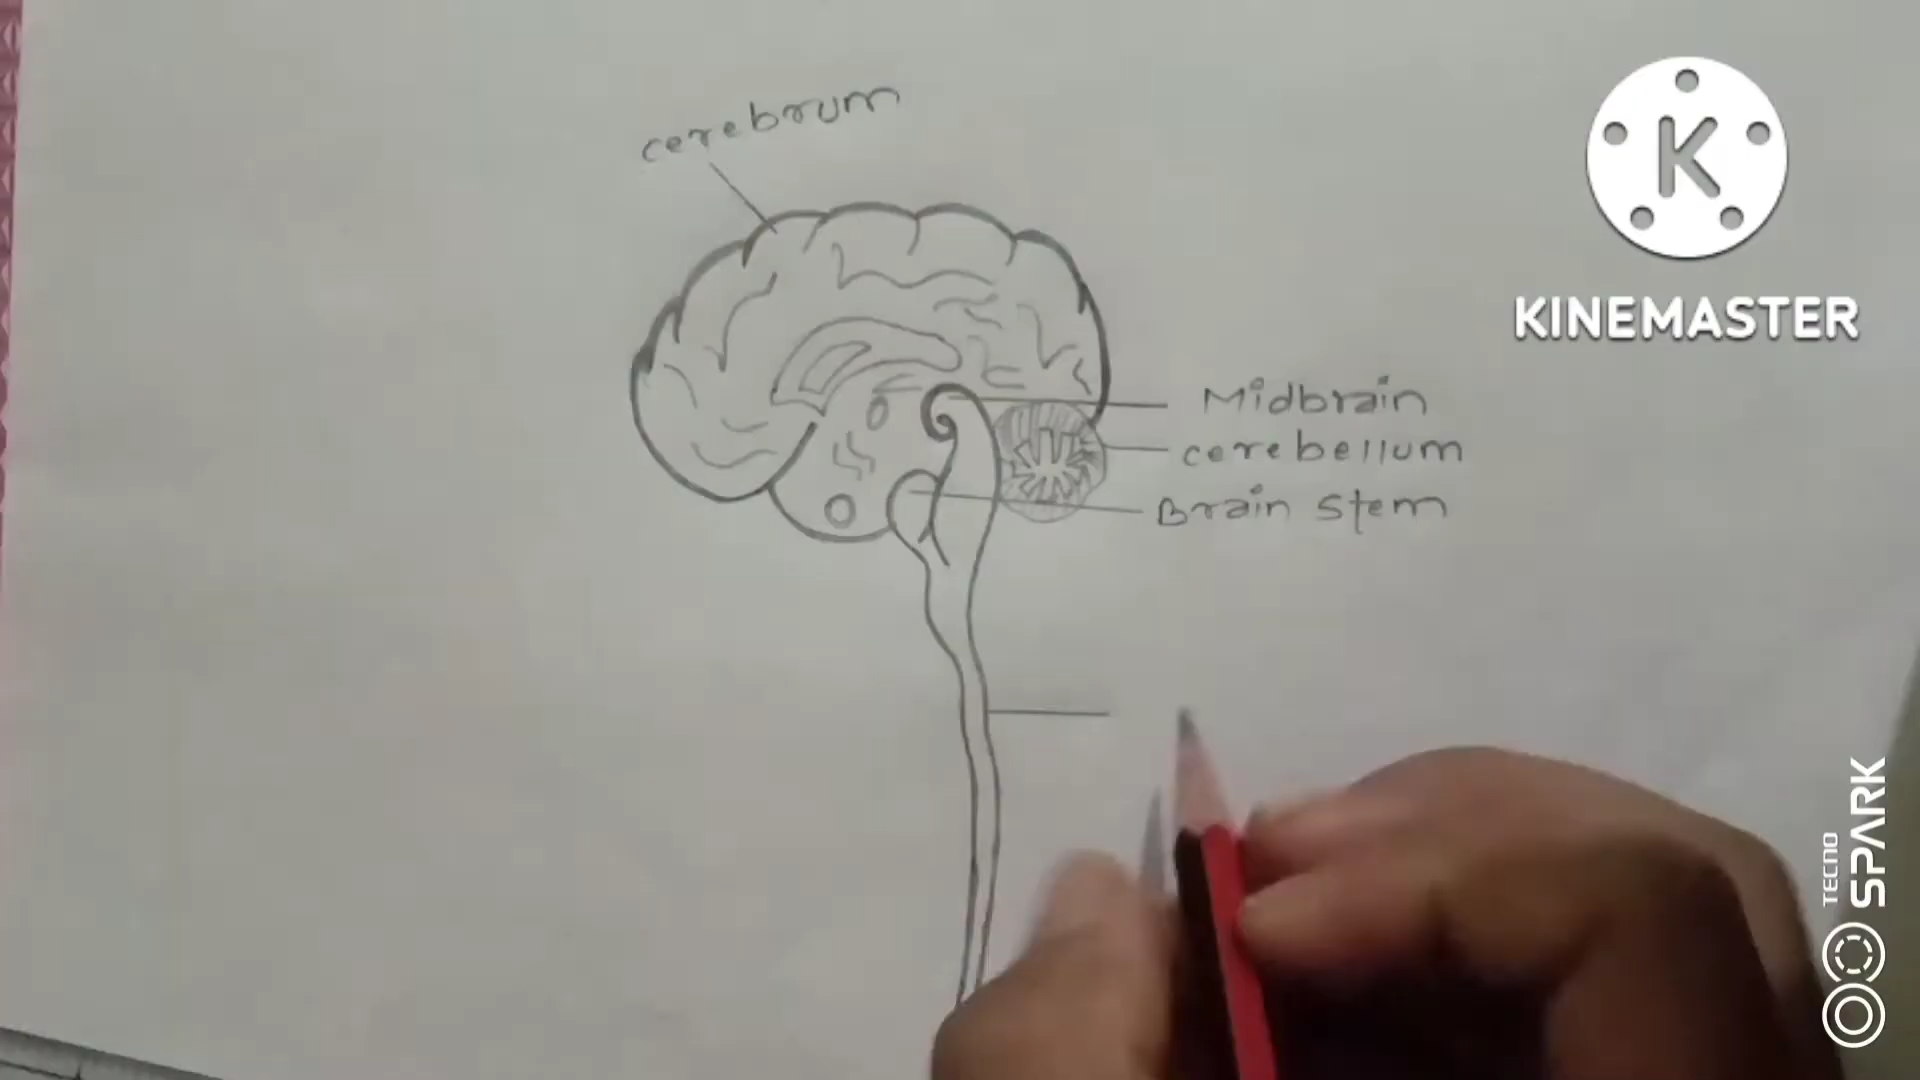 cerebrum
K
KINEMASTER
Midbrain
cerebellum
Brain stem
TECNO
SPARK